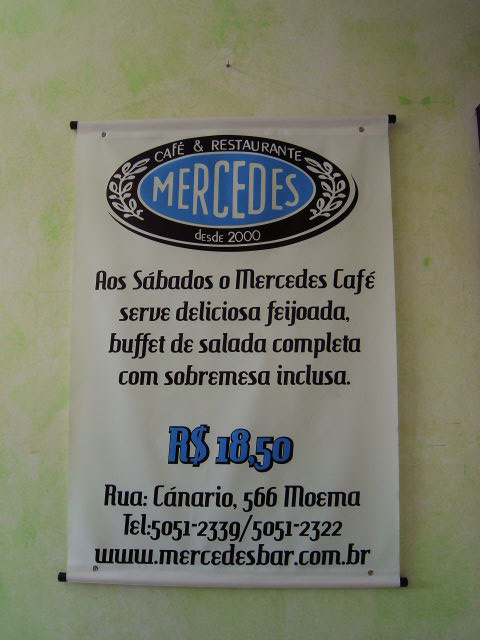 CAFÉ & RESTAURANTE
MERCEDES
desde 2000
Aos Sábados o Mercedes Café
serve deliciosa feijoada,
buffet de salada completa
com sobremesa inclusa.
R$ 18,50
Rua: Cánario, 566 Moema
Tel:5051-2339/5051-2322
www.mercedesbar.com.br